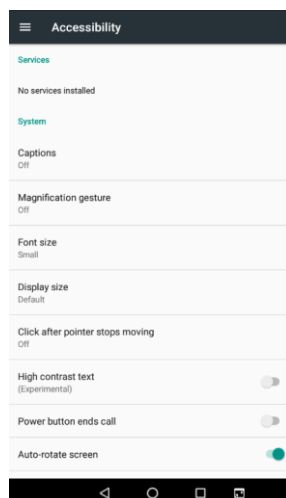 Accessibility
Services
No services installed
System
Captions
Off
Magnification gesture
Off
Font size
Small
Display size
Default
Click after pointer stops moving
Off
High contrast text
(Experimental)
Power button ends call
Auto-rotate screen